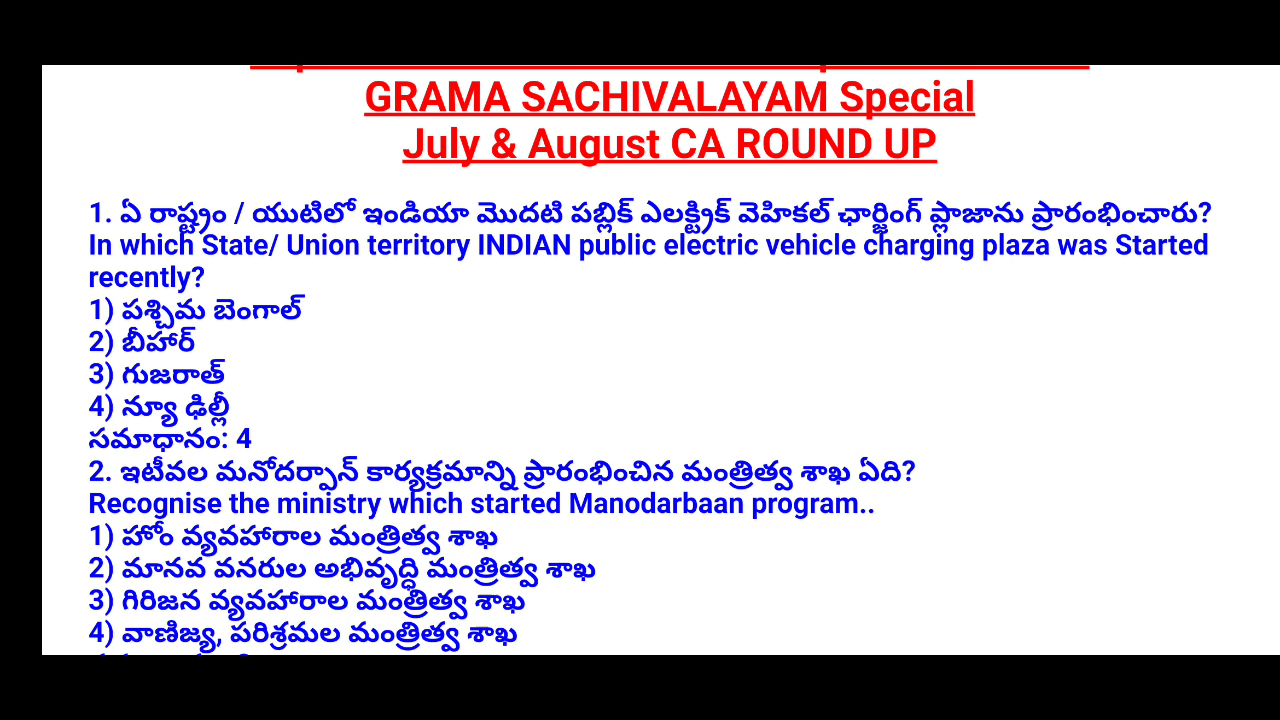 GRAMA SACHIVALAYAM Special
July & August CA ROUND UP
1. ఏ రాష్ట్రం / యుటిలో ఇండియా మొదటి పబ్లిక్ ఎలక్ట్రిక్ వెహికల్ ఛార్జింగ్ ప్లాజాను ప్రారంభించారు?
In which State/ Union territory INDIAN public electric vehicle charging plaza was Started
recently?
1) పశ్చిమ బెంగాల్
2) బీహార్
3) గుజరాత్
4) న్యూ ఢిల్లీ
సమాధానం: 4
2. ఇటీవల మనోదర్పాన్ కార్యక్రమాన్ని ప్రారంభించిన మంత్రిత్వ శాఖ ఏది?
Recognise the ministry which started Manodarbaan program..
1) హోం వ్యవహారాల మంత్రిత్వ శాఖ
2) మానవ వనరుల అభివృద్ధి మంత్రిత్వ శాఖ
3) గిరిజన వ్యవహారాల మంత్రిత్వ శాఖ
4) వాణిజ్య, పరిశ్రమల మంత్రిత్వ శాఖ